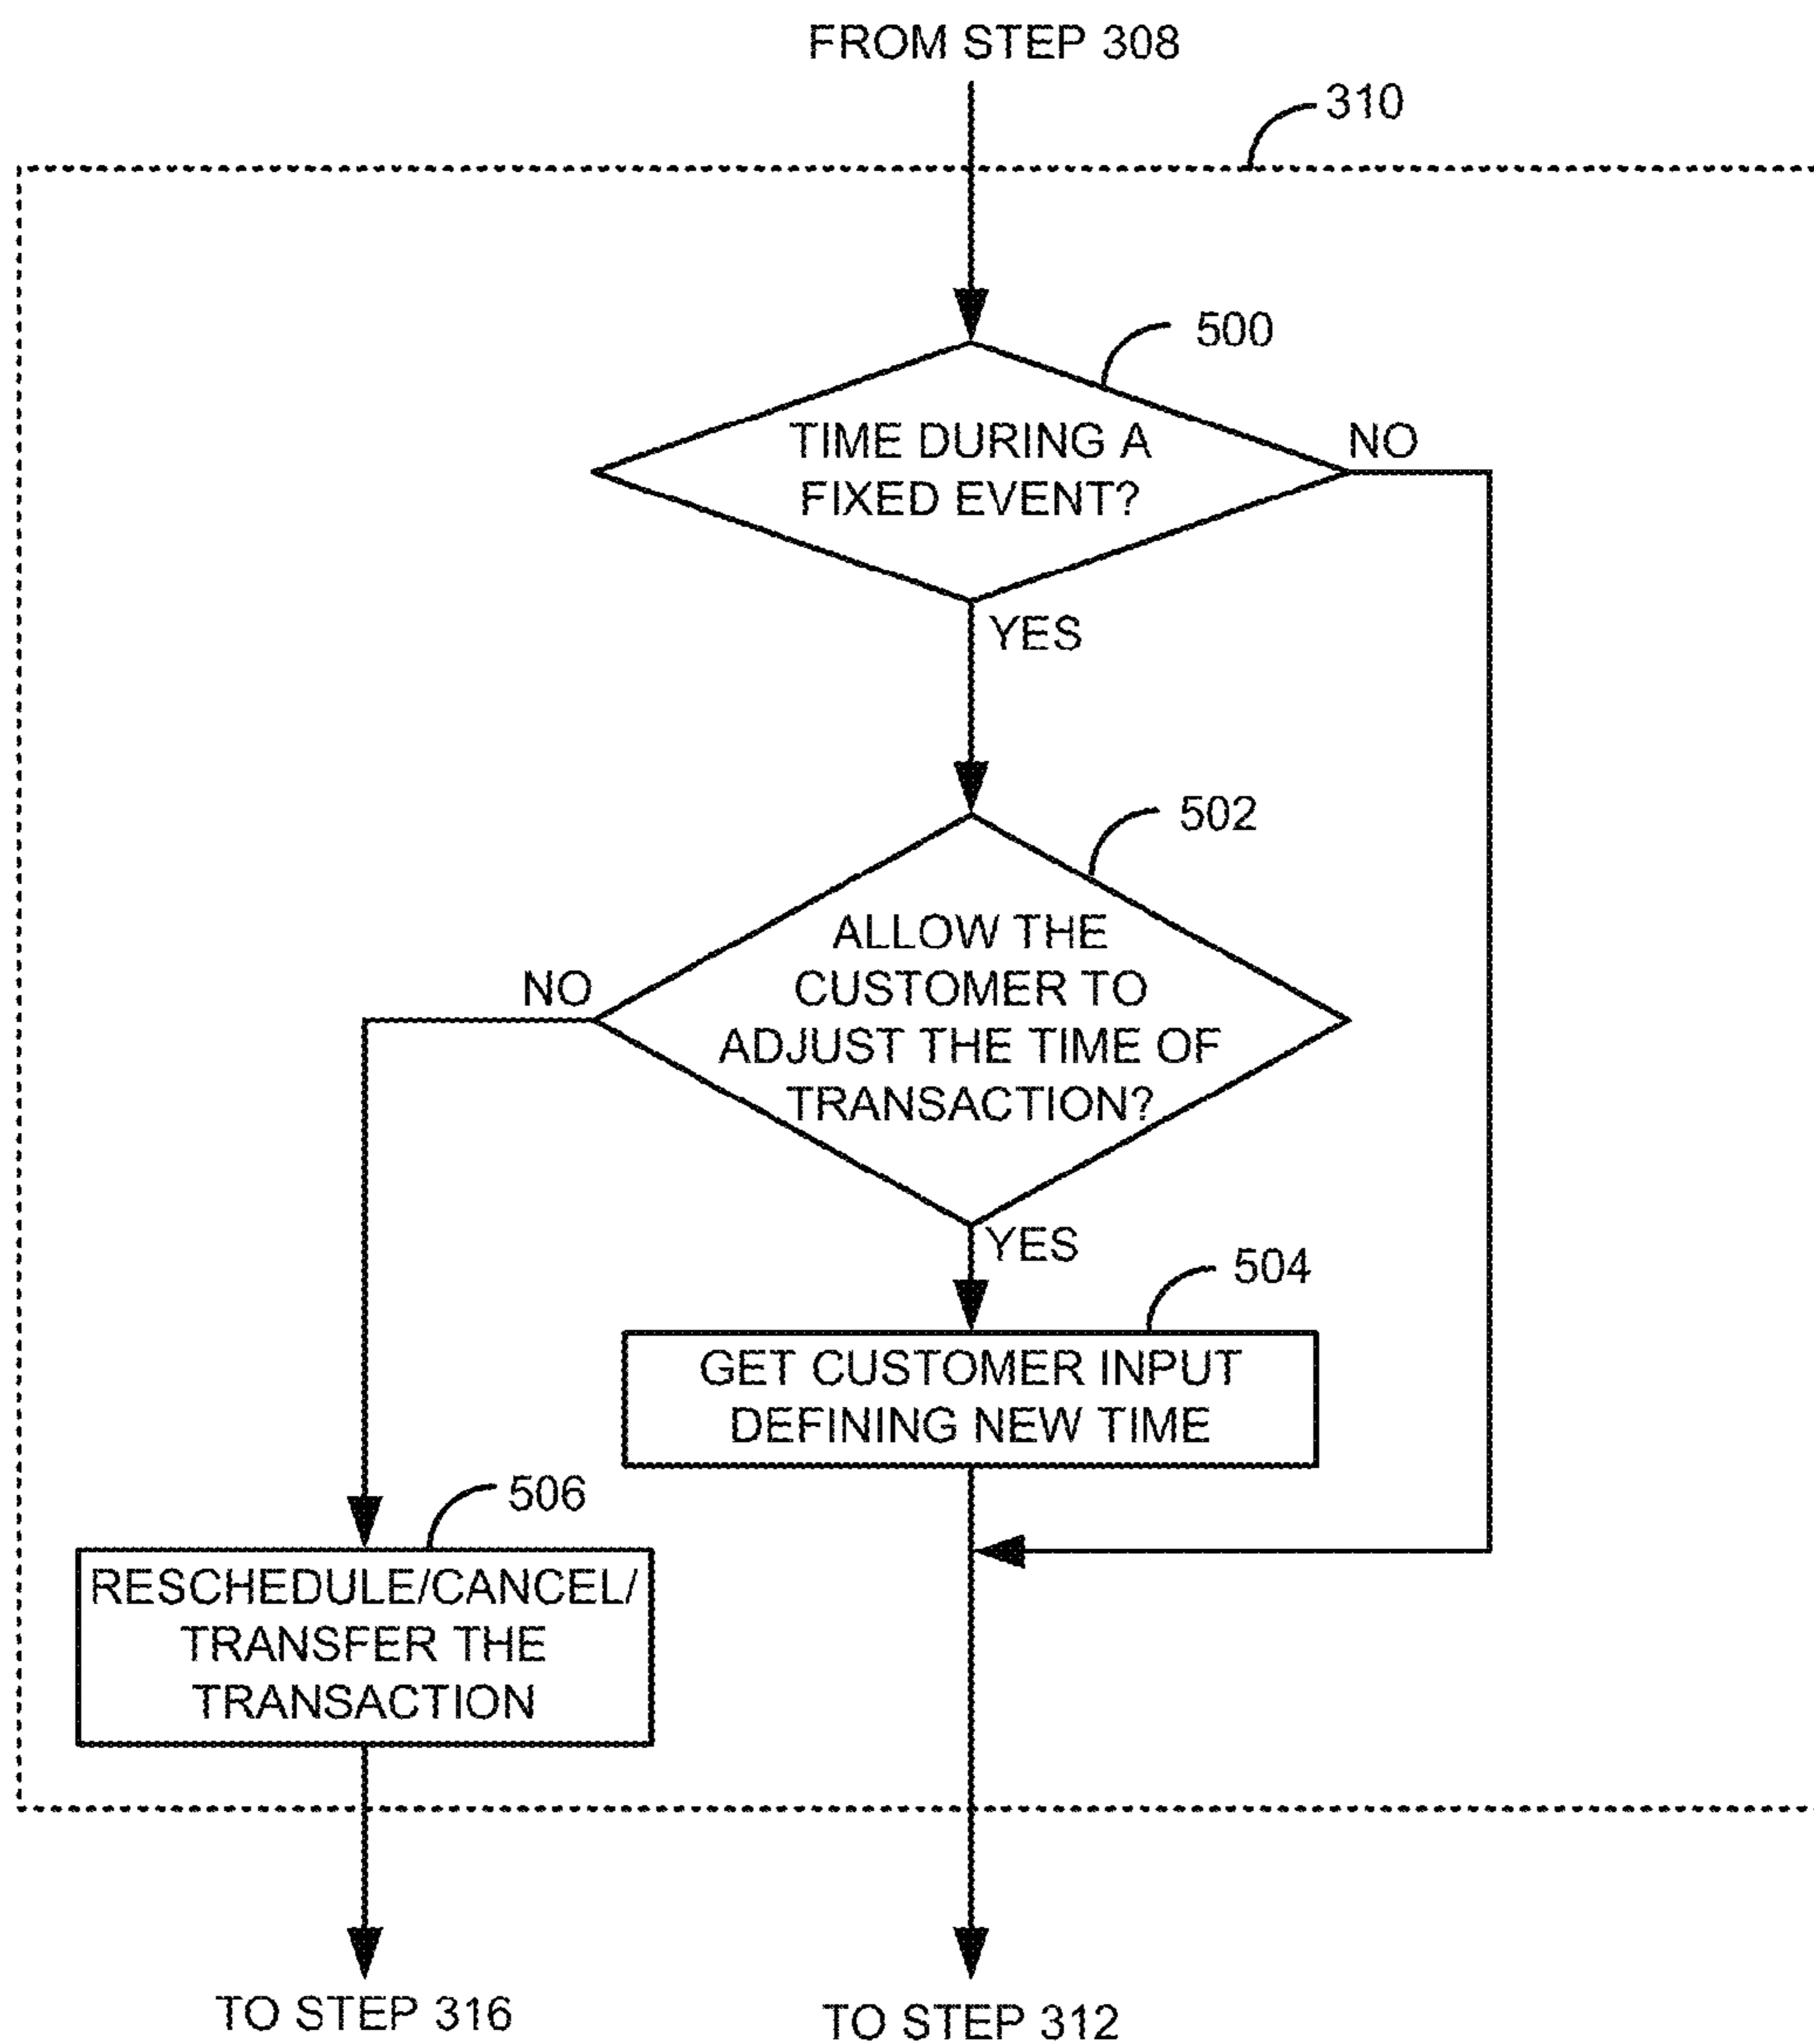 FROM STEP 308
310
500
TIME DURING A
FIXED EVENT?
NO
YES
502
ALLOW THE
CUSTOMER TO
ADJUST THE TIME OF
TRANSACTION?
NO
YES
504
GET CUSTOMER INPUT
DEFINING NEW TIME
506
RESCHEDULE/CANCEL/
TRANSFER THE
TRANSACTION
TO STEP 316
TO STEP 312